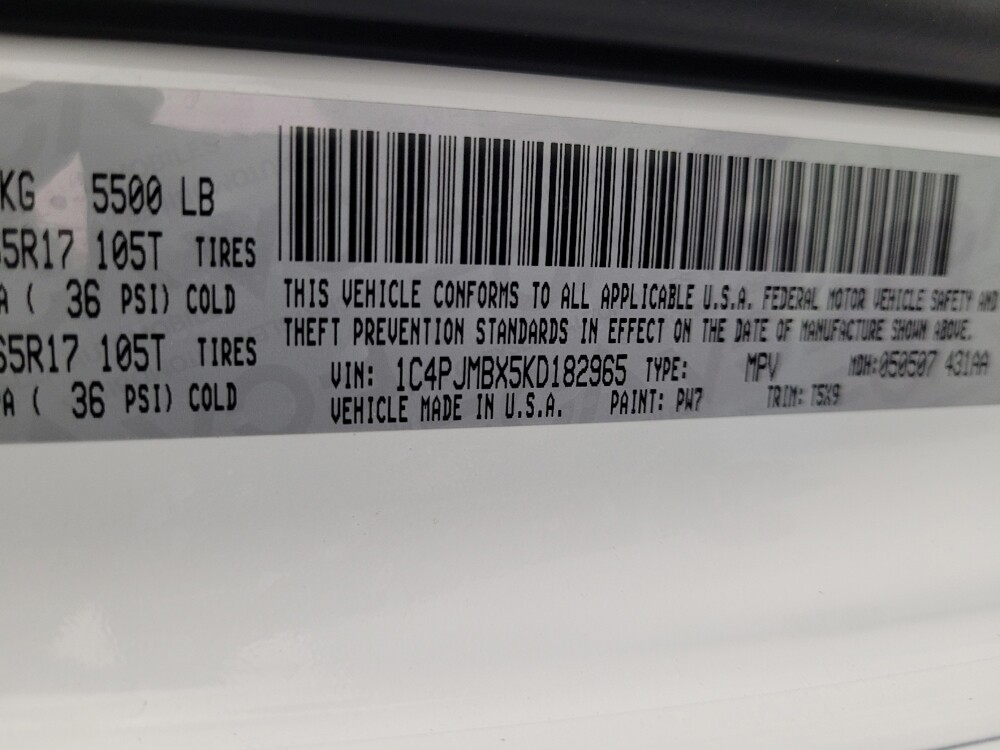 KG 5500 LB
5R17 105T TIRES
A ( 36 PSI) COLD
65R17 105T TIRES
PA ( 36 PSI) COLD
THIS VEHICLE CONFORMS TO ALL APPLICABLE U.S.A. FEDERAL MOTOR VEHICLE SAFETY AND
THEFT PREVENTION STANDARDS IN EFFECT ON THE DATE OF MANUFACTURE SHOWN ABOVE.
VIN: 1C4PJMBX5KD182965 TYPE: MPV MDH:050507 431AA
VEHICLE MADE IN U.S.A. PAINT: PW7 TRIM: T5X9